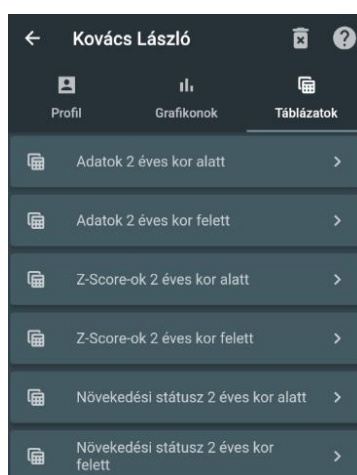 Kovács László
Profil
Grafikonok
Táblázatok
Adatok 2 éves kor alatt
Adatok 2 éves kor felett
Z-Score-ok 2 éves kor alatt
Z-Score-ok 2 éves kor felett
Növekedési státusz 2 éves kor alatt
Növekedési státusz 2 éves kor
felett